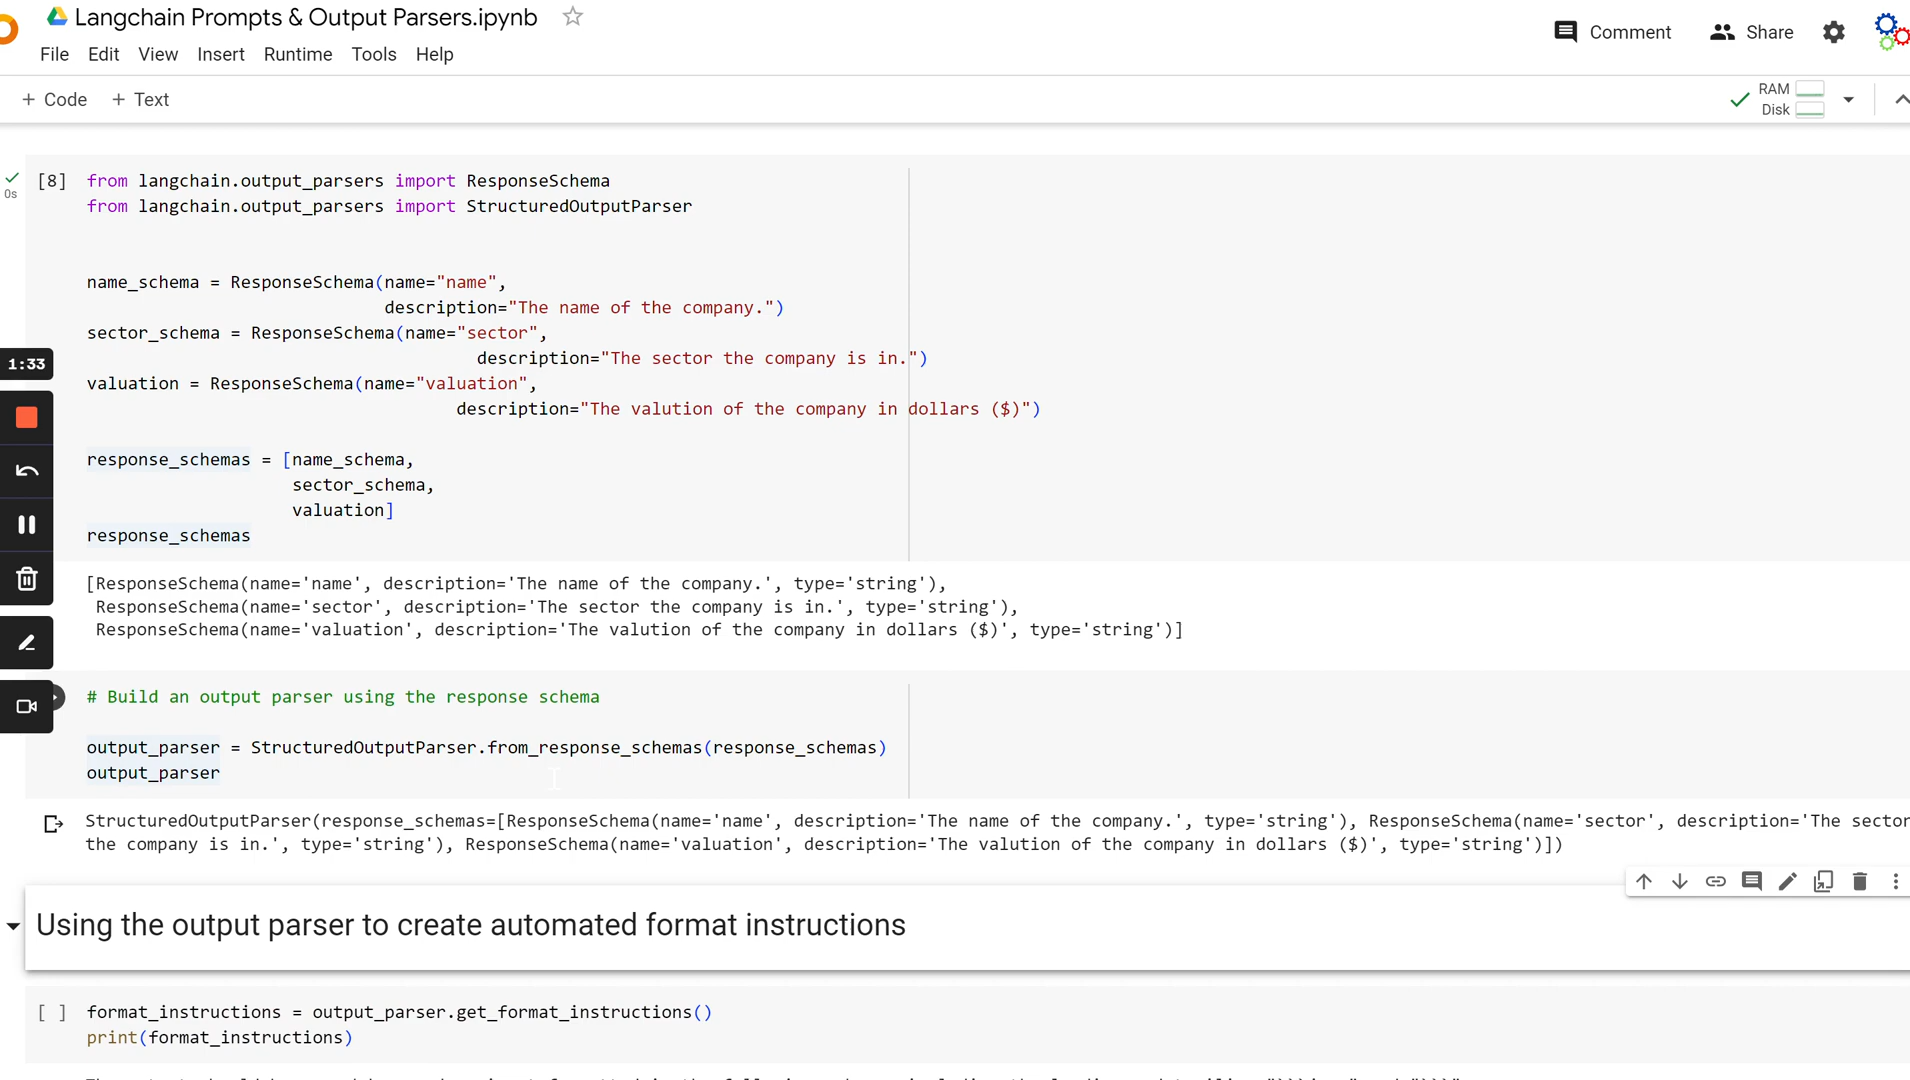 Langchain Prompts & Output Parsers.ipynb
Comment
Share
File Edit View Insert Runtime Tools Help
+ Code + Text
RAM
Disk
0s
[8]
from langchain.output_parsers import ResponseSchema
from langchain.output_parsers import StructuredOutputParser
name_schema = ResponseSchema(name="name",
description="The name of the company.")
sector_schema = ResponseSchema(name="sector",
description="The sector the company is in.")
1:33
valuation = ResponseSchema(name="valuation",
description="The valution of the company in dollars ($)")
response_schemas = [name_schema,
sector_schema,
valuation]
response_schemas
[ResponseSchema(name='name', description='The name of the company.', type='string'),
ResponseSchema(name='sector', description='The sector the company is in.', type='string'),
ResponseSchema(name='valuation', description='The valution of the company in dollars ($)', type='string')]
# Build an output parser using the response schema
output_parser = StructuredOutputParser.from_response_schemas(response_schemas)
output_parser
StructuredOutputParser(response_schemas=[ResponseSchema(name='name', description='The name of the company.', type='string'), ResponseSchema(name='sector', description='The sector
the company is in.', type='string'), ResponseSchema(name='valuation', description='The valution of the company in dollars ($)', type='string')])
Using the output parser to create automated format instructions
[ ]
format_instructions = output_parser.get_format_instructions()
print(format_instructions)